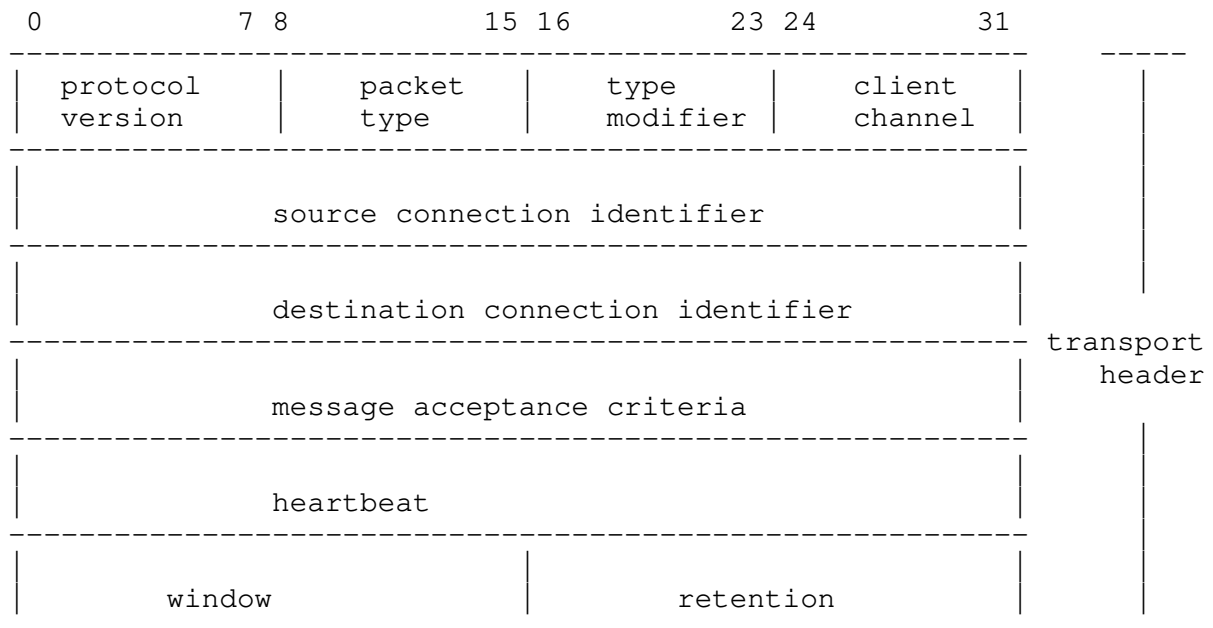 0 7 8 15 16 23 24 31
protocol packet type client
version type modifier channel
source connection identifier
destination connection identifier
transport
header
message acceptance criteria
heartbeat
window retention